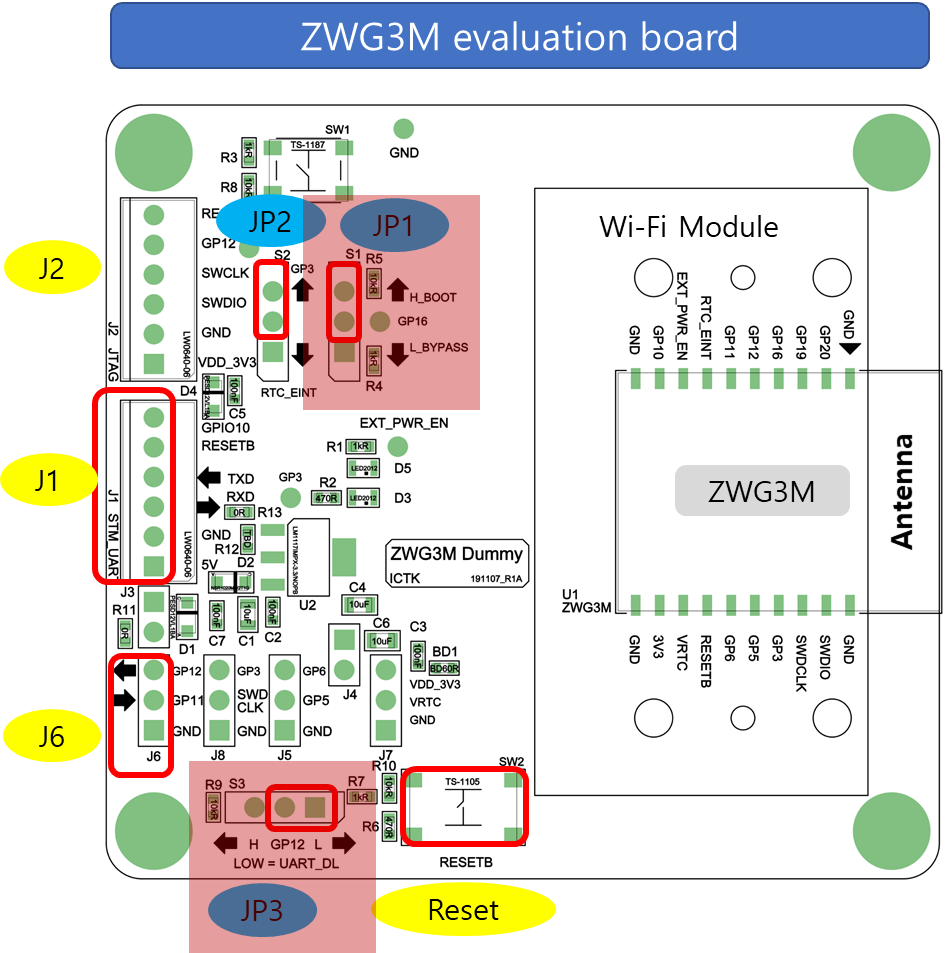 ZWG3M evaluation board
SW1
TS-1187
GND
R3
1kR
R8
10kR
JP2
JP1
Wi-Fi Module
J2
GP12
SWCLK
SWDIO
GND
VDD_3V3
J2 JTAG
LW0640-06
S2
GP3
RTC_EINT
S1
R5
10kR
H_BOOT
GP16
L_BYPASS
1kR
R4
GND
GP10
EXT_PWR_EN
RTC_EINT
GP11
GP12
GP16
GP19
GP20
GND
D4
100nF
C5
GPIO10
RESETB
TXD
RXD
0R
R13
GND
R12
TBD
5V
D2
J1
J1 STM_UART
LW0640-06
EXT_PWR_EN
R1
1kR
LED2012
D5
GP3
R2
470R
LED2012
D3
U2
ZWG3M Dummy
ICTK
191107_R1A
ZWG3M
Antenna
U1
ZWG3M
GND
3V3
VRTC
RESETB
GP6
GP5
GP3
SWDCLK
SWDIO
GND
J3
R11
0R
D1
100nF
C7
10uF
C1
100nF
C2
C4
10uF
C6
10uF
C3
100nF
BD1
BD60R
J4
VDD_3V3
VRTC
GND
J7
J6
GP12
GP11
GND
J6
GP3
SWD
CLK
GND
J8
GP6
GP5
GND
J5
R9
10kR
S3
R7
1kR
R10
10kR
R6
470R
SW2
TS-1105
RESETB
H GP12 L
LOW = UART_DL
JP3
Reset